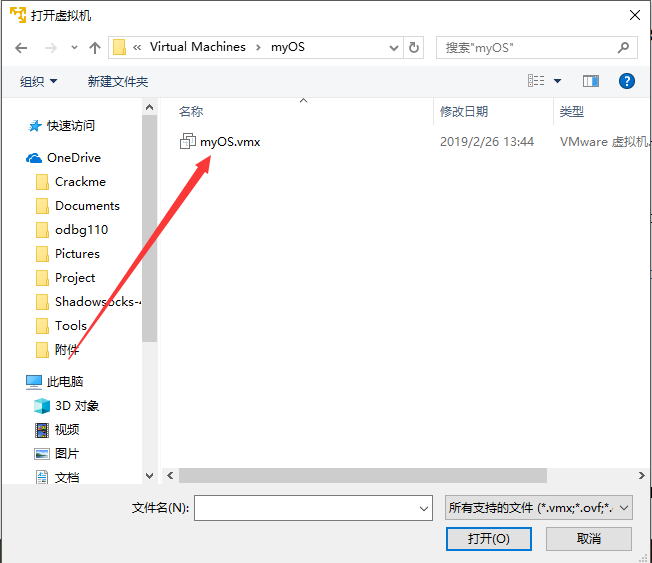 打开虚拟机
« Virtual Machines › myOS
搜索"myOS"
组织
新建文件夹
名称
修改日期
类型
快速访问
myOS.vmx
2019/2/26 13:44
VMware 虚拟机
OneDrive
Crackme
Documents
odbg110
Pictures
Project
Shadowsocks-4
Tools
附件
此电脑
3D 对象
视频
图片
文档
文件名(N):
所有支持的文件 (*.vmx;*.ovf;*.
打开(O)
取消